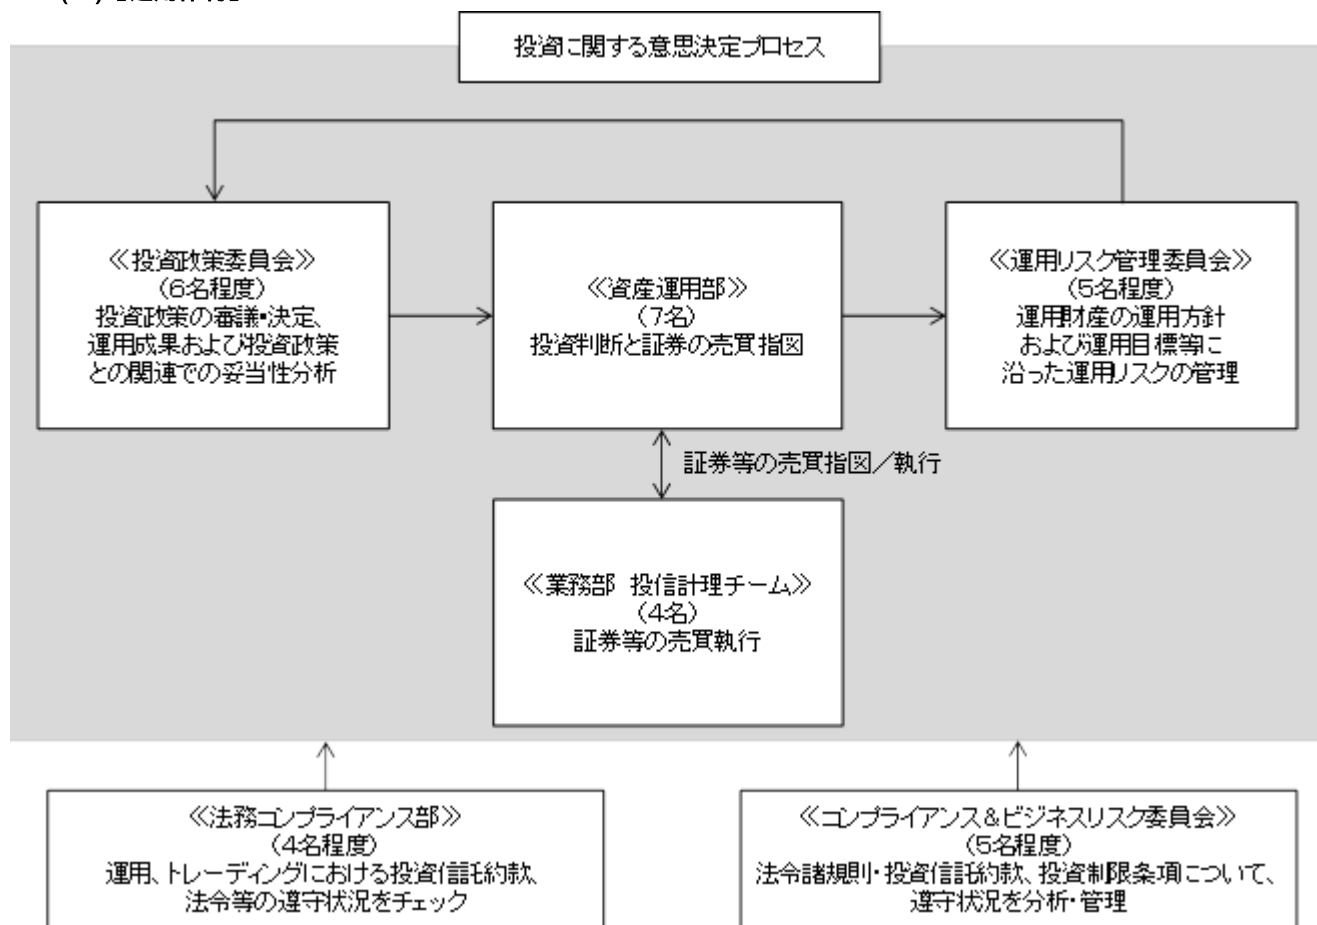 投資に関する意思決定プロセス
≪投資政策委員会≫
(6名程度)
投資政策の審議・決定、
運用成果および投資政策
との関連での妥当性分析
≪資産運用部≫
(7名)
投資判断と証券の売買指図
≪運用リスク管理委員会≫
(5名程度)
運用財産の運用方針
および運用目標等に
沿った運用リスクの管理
証券等の売買指図／執行
≪業務部 投信計理チーム≫
(4名)
証券等の売買執行
≪法務コンプライアンス部≫
(4名程度)
運用、トレーディングにおける投資信託約款、
法令等の遵守状況をチェック
≪コンプライアンス＆ビジネスリスク委員会≫
(5名程度)
法令諸規則・投資信託約款、投資制限条項について、
遵守状況を分析・管理